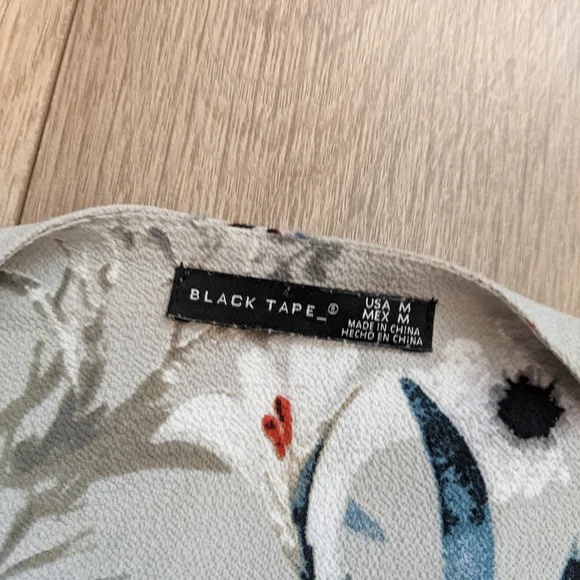 BLACK TAPE_®
USA M
MEX M
MADE IN CHINA
HECHO EN CHINA